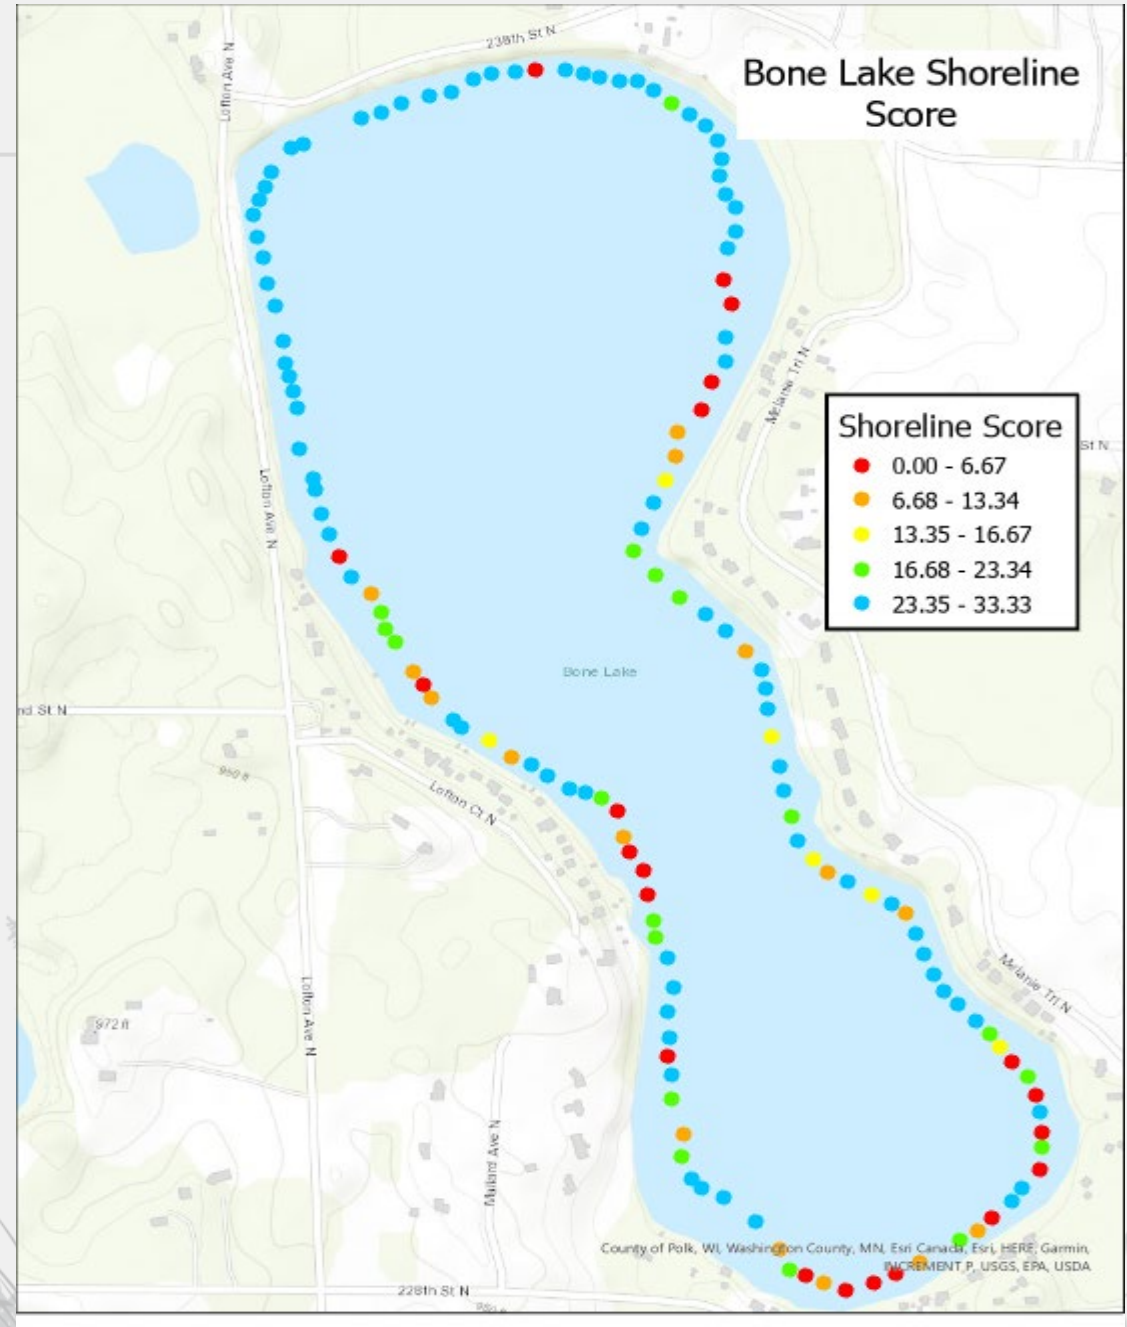 238th St N
Lofton Ave N
Bone Lake Shoreline
Score
Melanie Trl N
St N
Shoreline Score
0.00 - 6.67
6.68 - 13.34
13.35 - 16.67
16.68 - 23.34
23.35 - 33.33
Lofton Ave N
Bone Lake
nd St N
950 ft
Lofton Ct N
Melanie Trl N
Lofton Ave N
972 ft
Mallard Ave N
County of Polk, WI, Washington County, MN, Esri Canada, Esri, HERE, Garmin,
INCREMENT P, USGS, EPA, USDA
228th St N